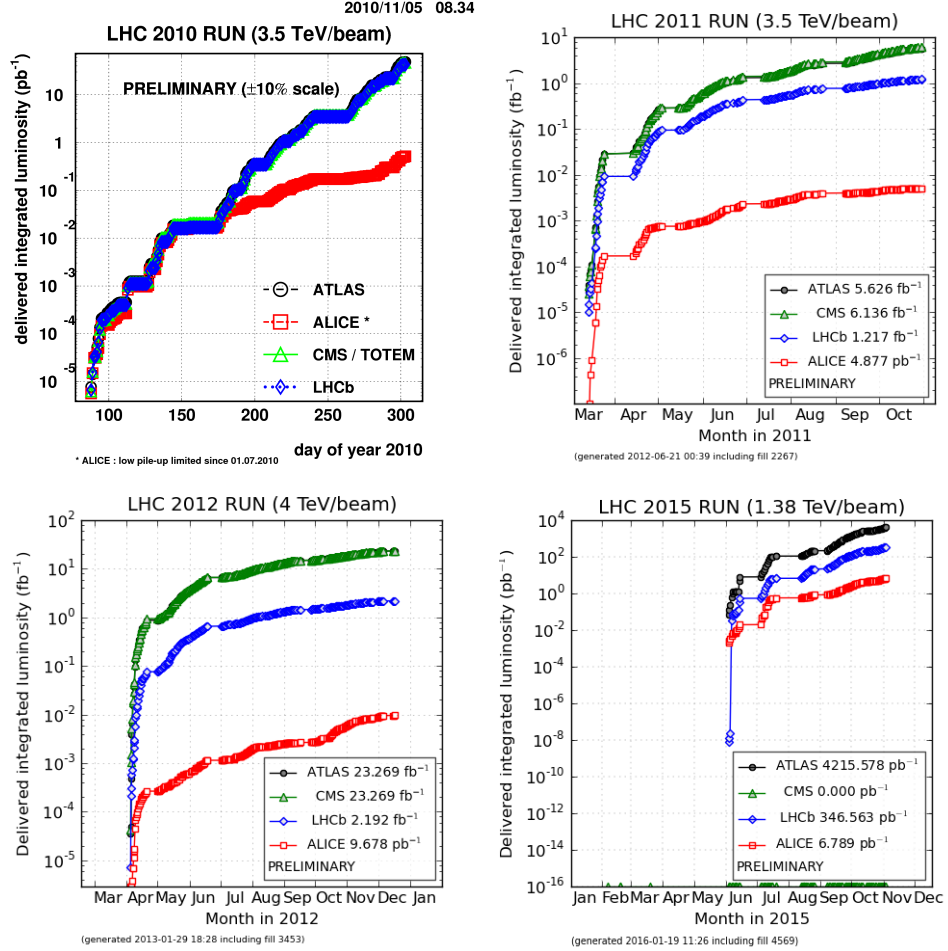 2010/11/05 08.34
LHC 2010 RUN (3.5 TeV/beam)
delivered integrated luminosity (pb⁻¹)
PRELIMINARY (±10% scale)
10
1
10⁻¹
10⁻²
10⁻³
10⁻⁴
10⁻⁵
ATLAS
ALICE *
CMS / TOTEM
LHCb
100 150 200 250 300
day of year 2010
* ALICE : low pile-up limited since 01.07.2010
LHC 2011 RUN (3.5 TeV/beam)
Delivered integrated luminosity (fb⁻¹)
10¹
10⁰
10⁻¹
10⁻²
10⁻³
10⁻⁴
10⁻⁵
10⁻⁶
ATLAS 5.626 fb⁻¹
CMS 6.136 fb⁻¹
LHCb 1.217 fb⁻¹
ALICE 4.877 pb⁻¹
PRELIMINARY
Mar Apr May Jun Jul Aug Sep Oct
Month in 2011
(generated 2012-06-21 00:39 including fill 2267)
LHC 2012 RUN (4 TeV/beam)
Delivered integrated luminosity (fb⁻¹)
10²
10¹
10⁰
10⁻¹
10⁻²
10⁻³
10⁻⁴
10⁻⁵
ATLAS 23.269 fb⁻¹
CMS 23.269 fb⁻¹
LHCb 2.192 fb⁻¹
ALICE 9.678 pb⁻¹
PRELIMINARY
Mar Apr May Jun Jul Aug Sep Oct Nov Dec Jan
Month in 2012
(generated 2013-01-29 18:28 including fill 3453)
LHC 2015 RUN (1.38 TeV/beam)
Delivered integrated luminosity (pb⁻¹)
10⁴
10²
10⁰
10⁻²
10⁻⁴
10⁻⁶
10⁻⁸
10⁻¹⁰
10⁻¹²
10⁻¹⁴
10⁻¹⁶
ATLAS 4215.578 pb⁻¹
CMS 0.000 pb⁻¹
LHCb 346.563 pb⁻¹
ALICE 6.789 pb⁻¹
PRELIMINARY
Jan Feb Mar Apr May Jun Jul Aug Sep Oct Nov Dec
Month in 2015
(generated 2016-01-19 11:26 including fill 4569)